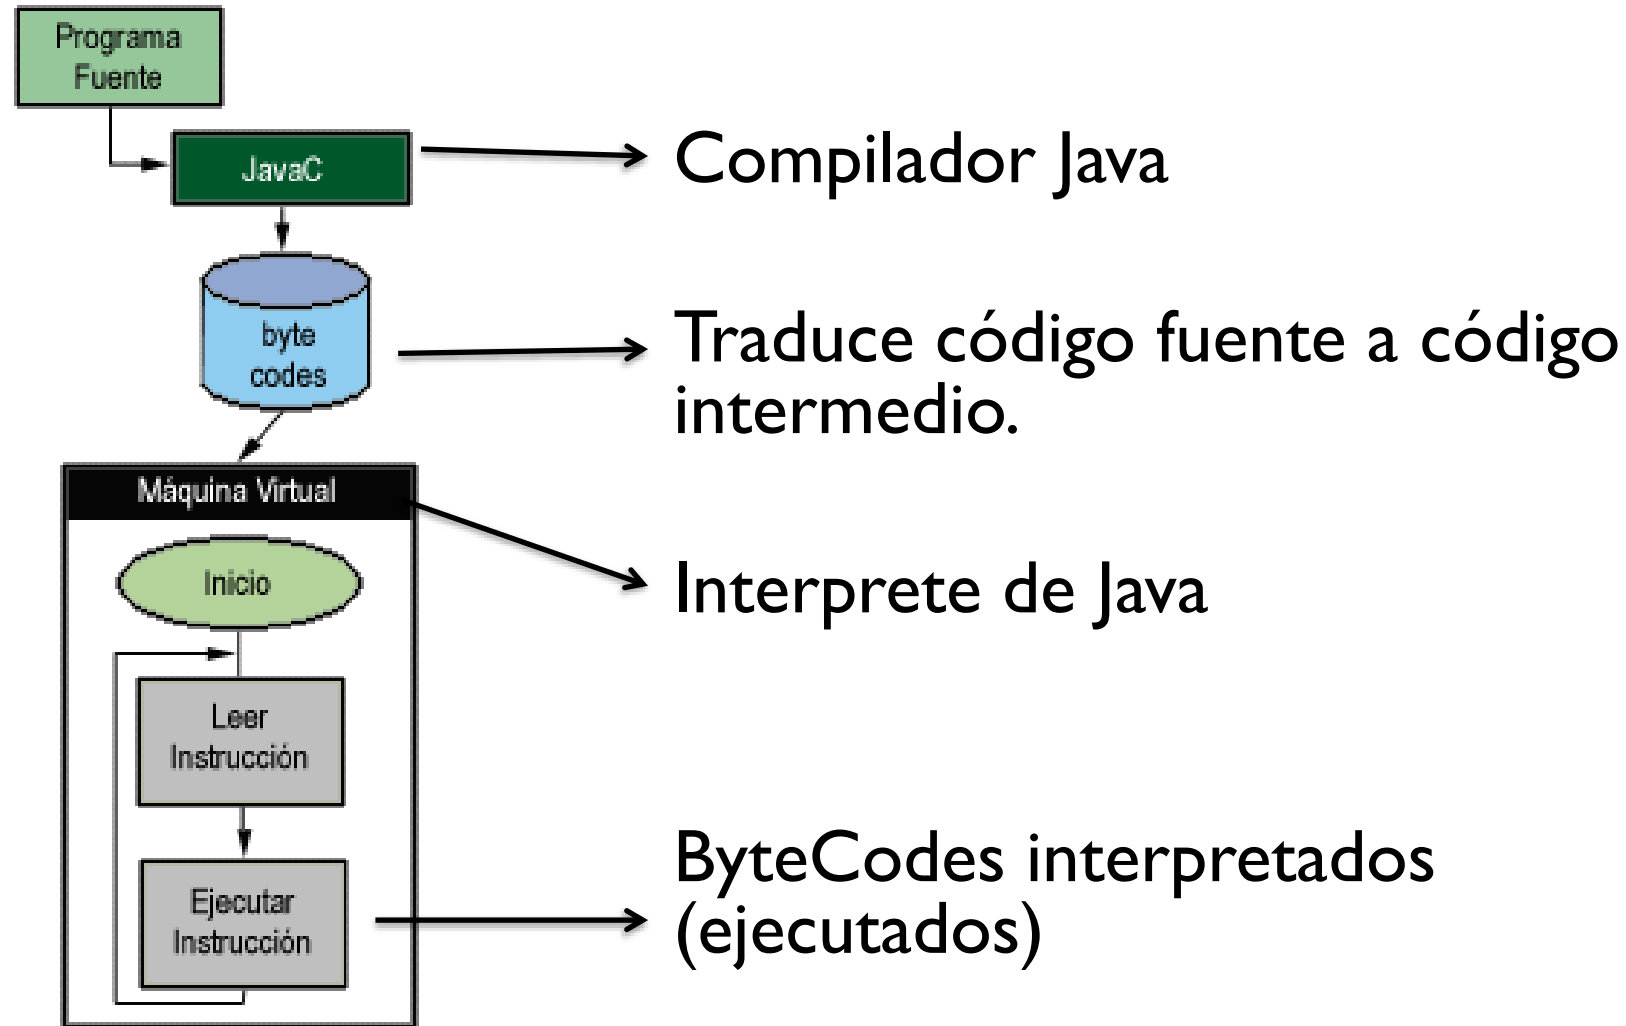 Programa
Fuente
JavaC
Compilador Java
byte
codes
Traduce código fuente a código
intermedio.
Máquina Virtual
Inicio
Interprete de Java
Leer
Instrucción
Ejecutar
Instrucción
ByteCodes interpretados
(ejecutados)